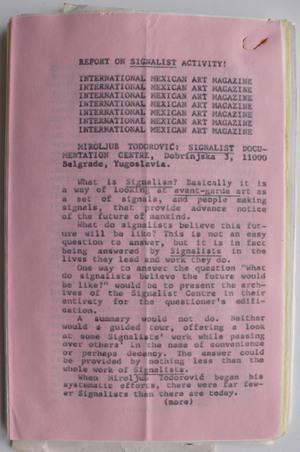 REPORT ON SIGNALIST ACTIVITY!
INTERNATIONAL MEXICAN ART MAGAZINE
INTERNATIONAL MEXICAN ART MAGAZINE
INTERNATIONAL MEXICAN ART MAGAZINE
INTERNATIONAL MEXICAN ART MAGAZINE
INTERNATIONAL MEXICAN ART MAGAZINE
INTERNATIONAL MEXICAN ART MAGAZINE
INTERNATIONAL MEXICAN ART MAGAZINE
MIROLJUB TODOROVIĆ: SIGNALIST DOCU-
MENTATION CENTRE, Dobrinjska 3, 11000
Belgrade, Yugoslavia.
What is Signalism? Basically it is
a way of looking at avant-garde art as
a set of signals, and people making
signals, that provide advance notice
of the future of mankind.
What do signalists believe this fu-
ture will be like? This is not an easy
question to answer, but it is in fact
being answered by Signalists in the
lives they lead and work they do.
One way to answer the question "What
do signalists believe the future would
be like?" would be to present the arch-
ives of the Signalist Centre in their
entirety for the questioner's edifi-
cation.
A summary would not do. Neither
would a guided tour, offering a look
at some Signalists' work while passing
over others' in the name of convenience
or perhaps decency. The answer could
be provided by nothing less than the
whole work of Signalists.
When Miroljub Todorović began his
systematic efforts, there were far few-
er Signalists than there are today.
(more)